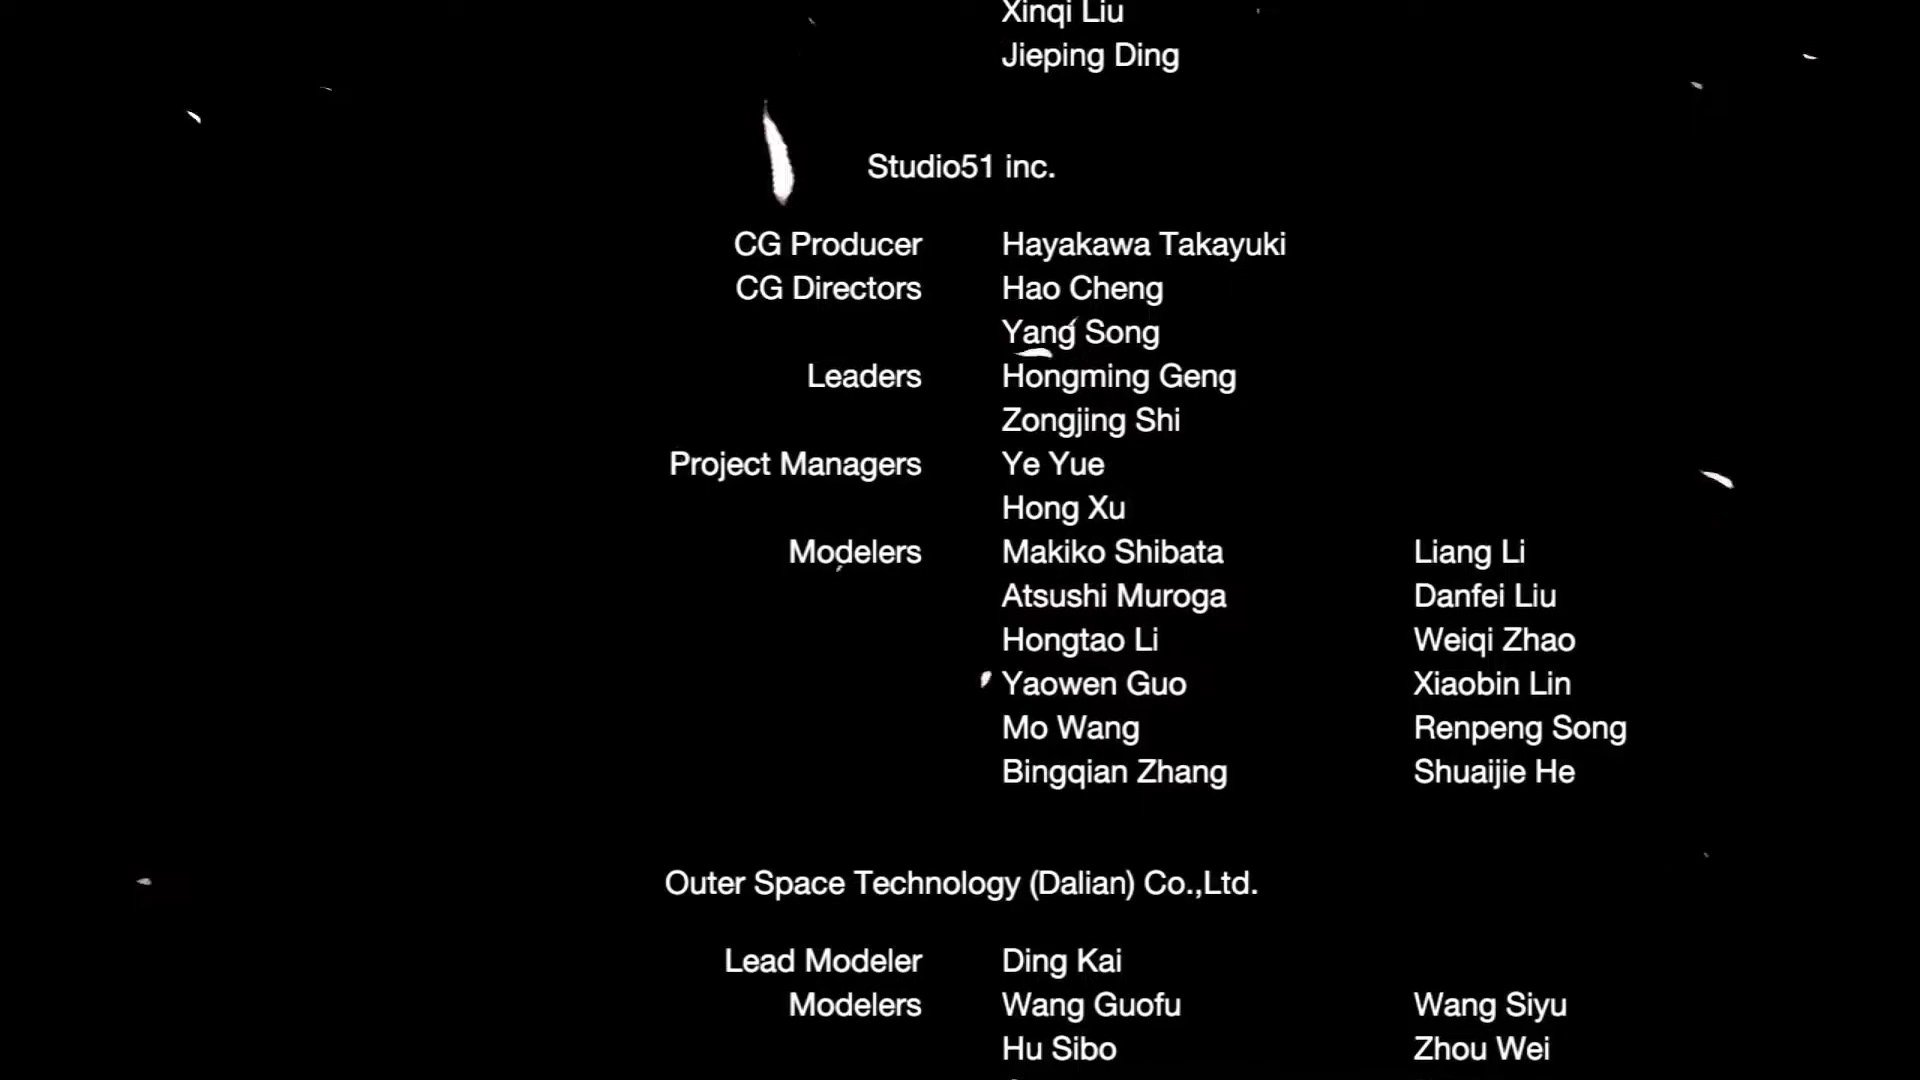 Xinqi Liu
Jieping Ding
Studio51 inc.
CG Producer Hayakawa Takayuki
CG Directors Hao Cheng
Yang Song
Leaders Hongming Geng
Zongjing Shi
Project Managers Ye Yue
Hong Xu
Modelers Makiko Shibata Liang Li
Atsushi Muroga Danfei Liu
Hongtao Li Weiqi Zhao
Yaowen Guo Xiaobin Lin
Mo Wang Renpeng Song
Bingqian Zhang Shuaijie He
Outer Space Technology (Dalian) Co.,Ltd.
Lead Modeler Ding Kai
Modelers Wang Guofu Wang Siyu
Hu Sibo Zhou Wei